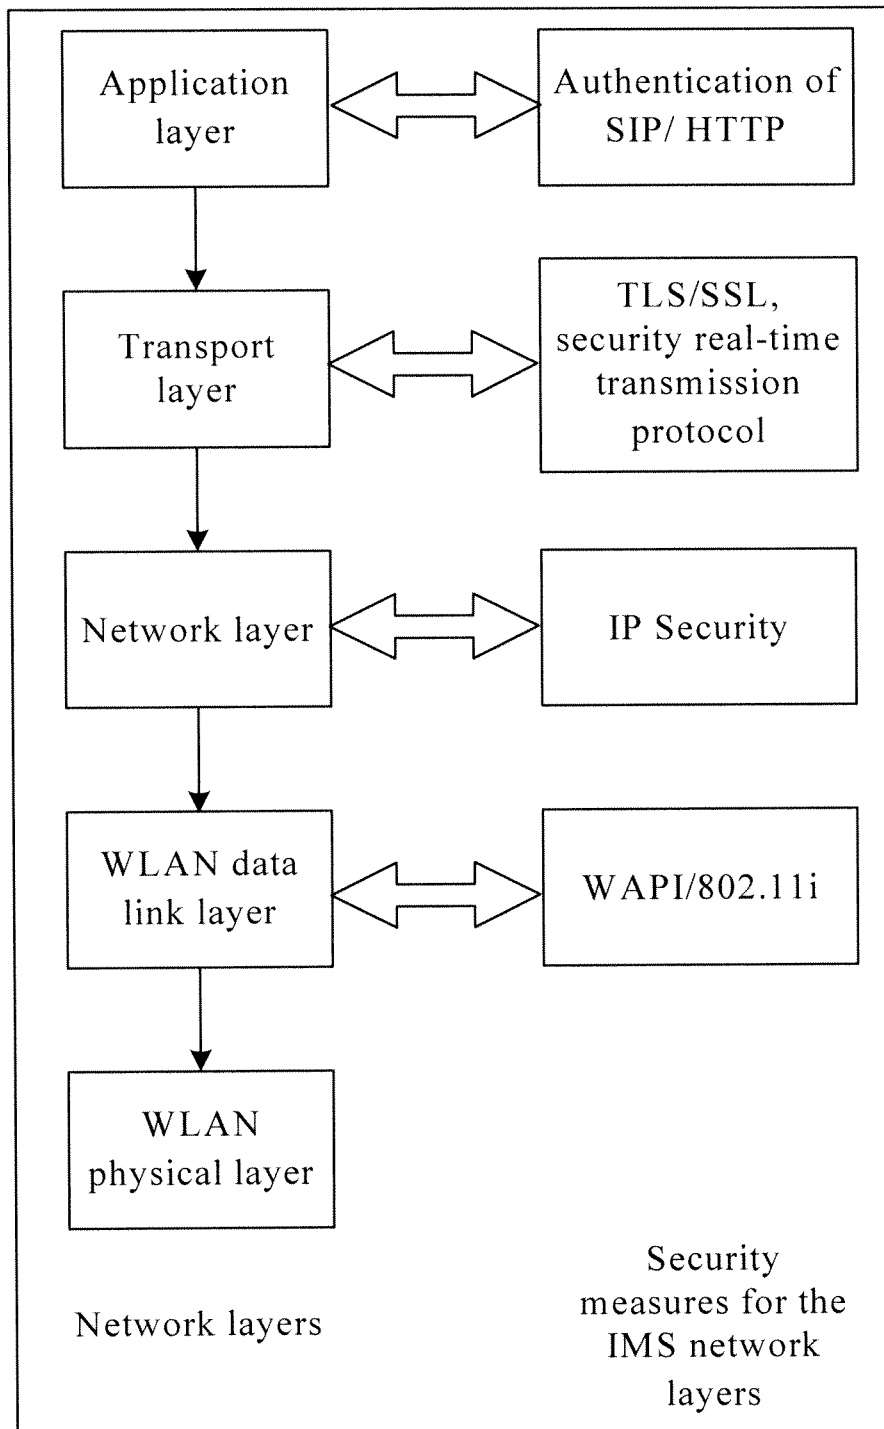 Application
layer
Authentication of
SIP/ HTTP
Transport
layer
TLS/SSL,
security real-time
transmission
protocol
Network layer
IP Security
WLAN data
link layer
WAPI/802.11i
WLAN
physical layer
Network layers
Security
measures for the
IMS network
layers